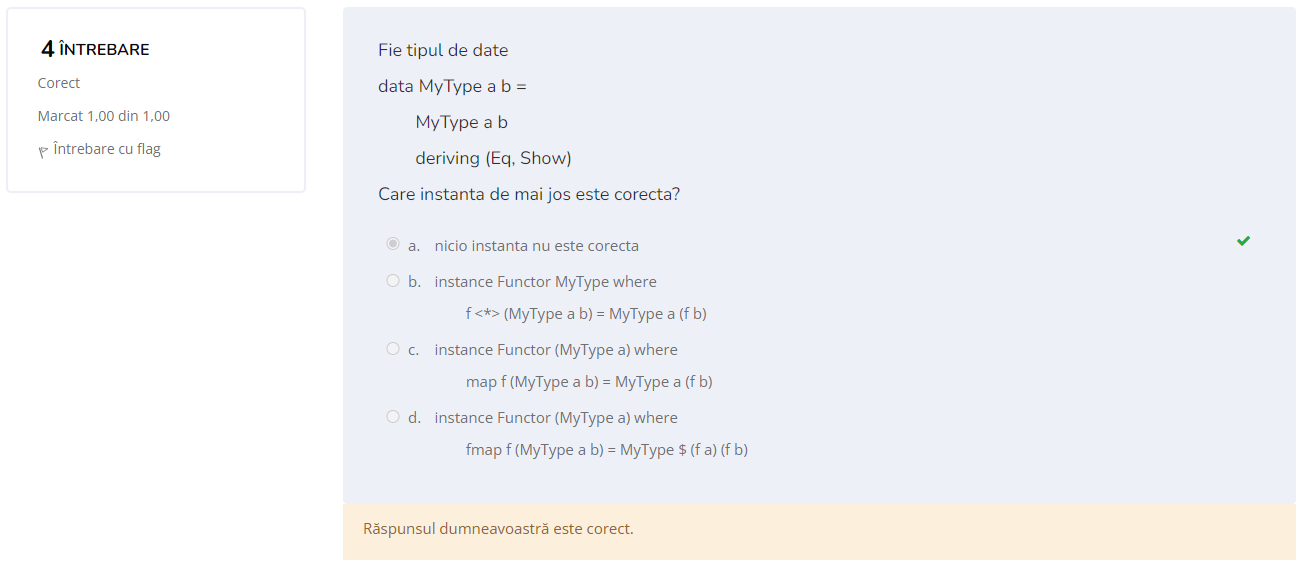 4 ÎNTREBARE
Corect
Marcat 1,00 din 1,00
Întrebare cu flag
Fie tipul de date
data MyType a b =
MyType a b
deriving (Eq, Show)
Care instanta de mai jos este corecta?
a. nicio instanta nu este corecta
b. instance Functor MyType where
f <*> (MyType a b) = MyType a (f b)
c. instance Functor (MyType a) where
map f (MyType a b) = MyType a (f b)
d. instance Functor (MyType a) where
fmap f (MyType a b) = MyType $ (f a) (f b)
Răspunsul dumneavoastră este corect.